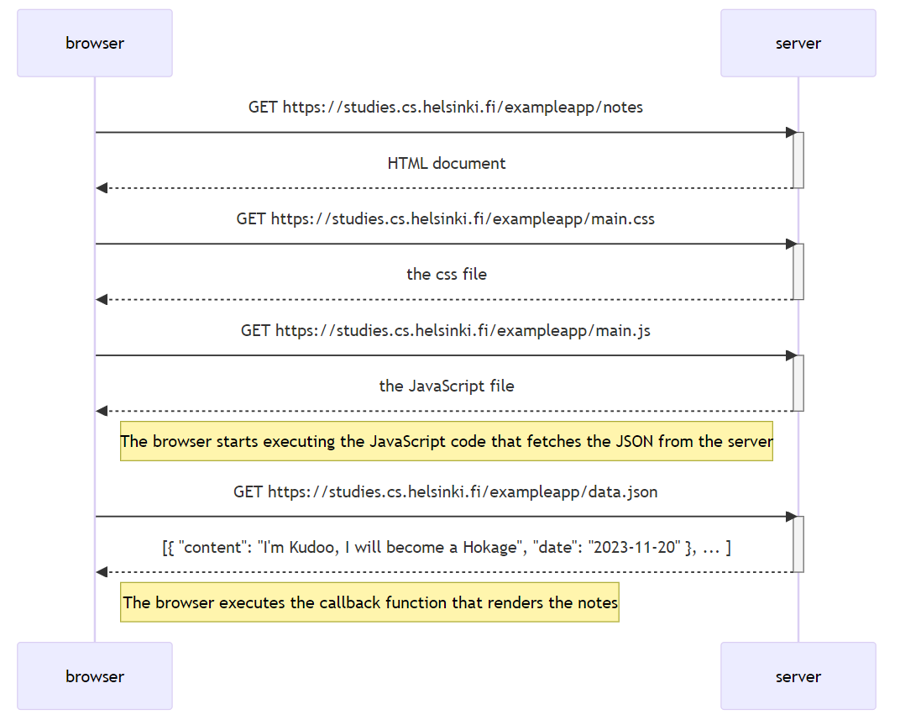 browser
server
GET https://studies.cs.helsinki.fi/exampleapp/notes
HTML document
GET https://studies.cs.helsinki.fi/exampleapp/main.css
the css file
GET https://studies.cs.helsinki.fi/exampleapp/main.js
the JavaScript file
The browser starts executing the JavaScript code that fetches the JSON from the server
GET https://studies.cs.helsinki.fi/exampleapp/data.json
[{ "content": "I'm Kudoo, I will become a Hokage", "date": "2023-11-20" }, ... ]
The browser executes the callback function that renders the notes
browser
server